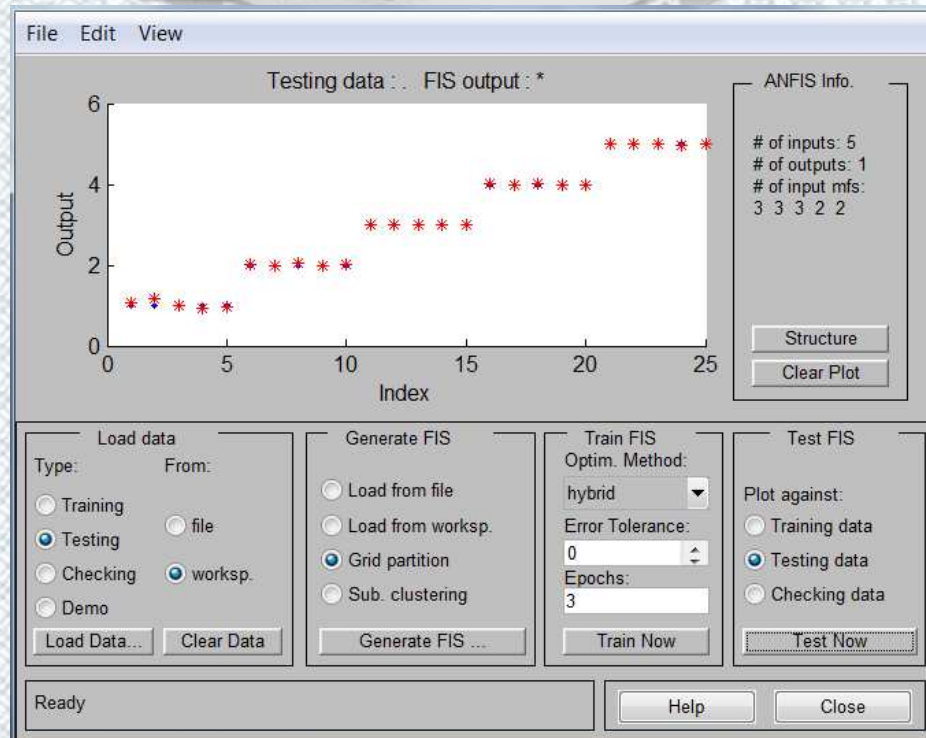 File Edit View
Testing data : . FIS output : *
6
4
2
0
Output
0 5 10 15 20 25
Index
ANFIS Info.
# of inputs: 5
# of outputs: 1
# of input mfs:
3 3 3 2 2
Structure
Clear Plot
Load data
Type: From:
Training
file
Testing
Checking
worksp.
Demo
Load Data... Clear Data
Generate FIS
Load from file
Load from worksp.
Grid partition
Sub. clustering
Generate FIS ...
Train FIS
Optim. Method:
hybrid
Error Tolerance:
0
Epochs:
3
Train Now
Test FIS
Plot against:
Training data
Testing data
Checking data
Test Now
Ready
Help Close